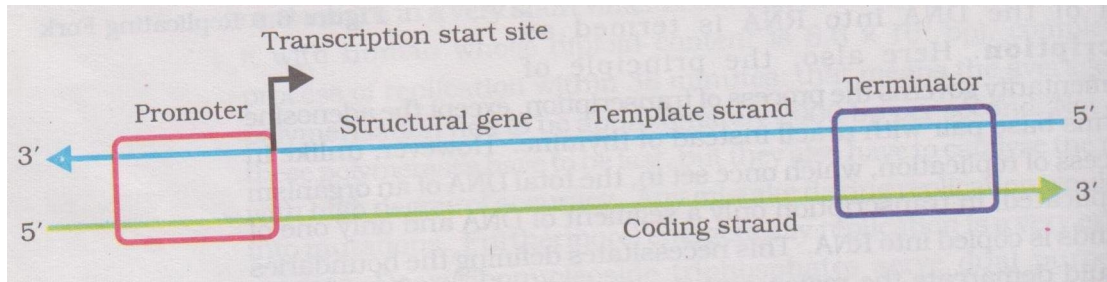 Transcription start site
Promoter
Structural gene
Template strand
Terminator
3′
5′
5′
3′
Coding strand